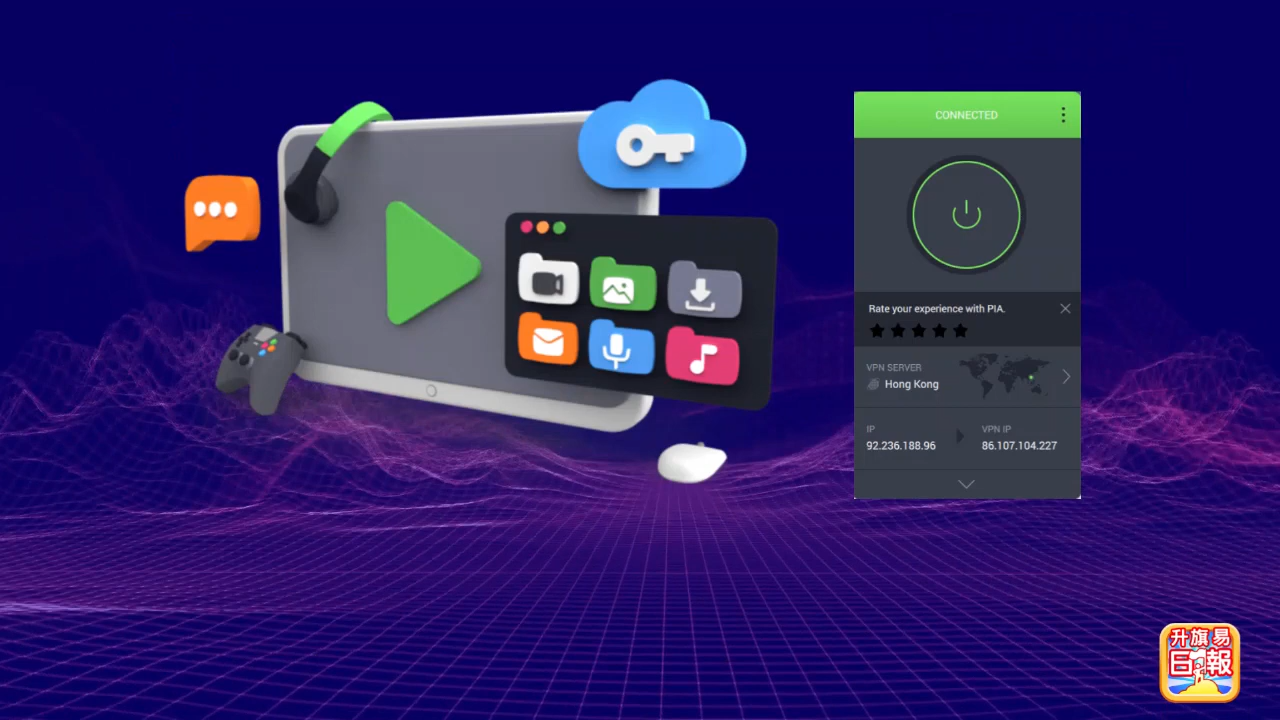 CONNECTED
Rate your experience with PIA.
VPN SERVER
Hong Kong
IP
92.236.188.96
VPN IP
86.107.104.227
升旗易
日報